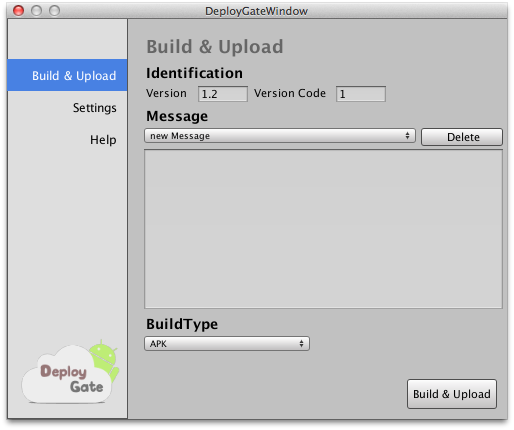 DeployGateWindow
Build & Upload
Settings
Help
Build & Upload
Identification
Version 1.2 Version Code 1
Message
new Message Delete
BuildType
APK
Deploy
Gate
Build & Upload